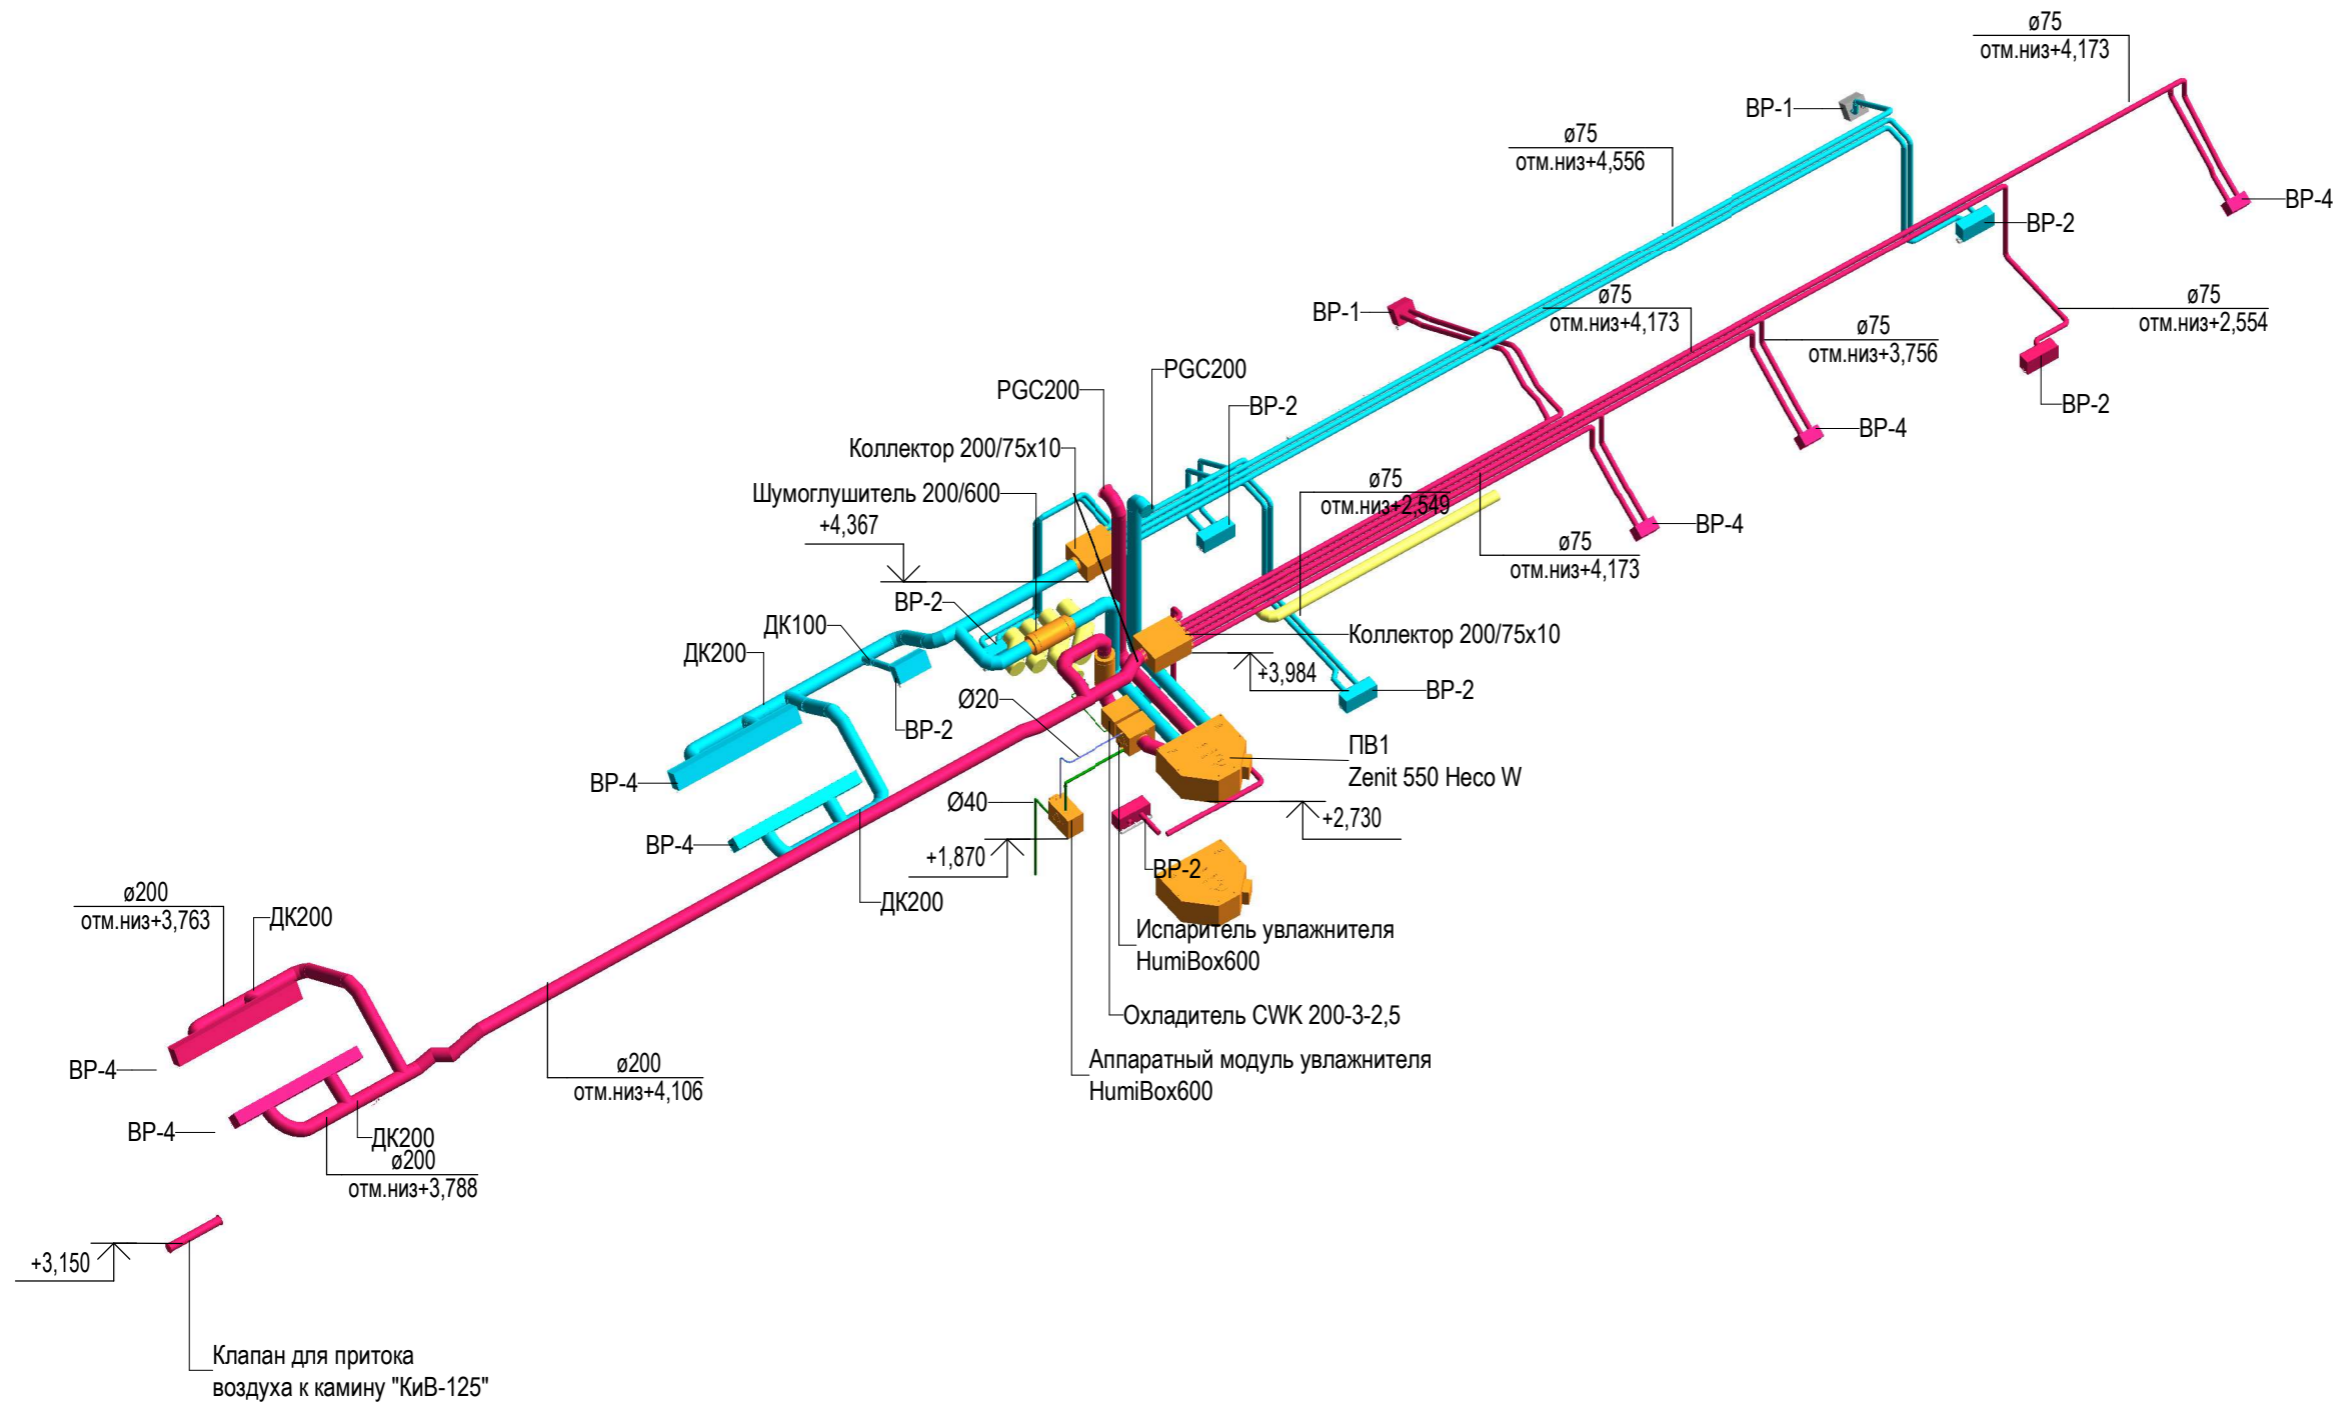 ø75
отм.низ+4,173
ВР-1
ø75
отм.низ+4,556
ВР-4
ВР-2
ВР-1
ø75
отм.низ+4,173
ø75
отм.низ+2,554
ø75
отм.низ+3,756
PGC200
PGC200
ВР-2
ВР-2
ВР-4
Коллектор 200/75x10
Шумоглушитель 200/600
ø75
отм.низ+2,549
+4,367
ВР-4
ø75
отм.низ+4,173
ВР-2
ДК100
Коллектор 200/75x10
ДК200
+3,984
ВР-2
Ø20
ВР-2
ПВ1
Zenit 550 Heco W
ВР-4
Ø40
+2,730
ВР-4
+1,870
ВР-2
ø200
отм.низ+3,763
ДК200
ДК200
Испаритель увлажнителя
HumiBox600
Охладитель CWK 200-3-2,5
ø200
отм.низ+4,106
Аппаратный модуль увлажнителя
HumiBox600
ВР-4
ВР-4
ДК200
ø200
отм.низ+3,788
+3,150
Клапан для притока
воздуха к камину "КиВ-125"